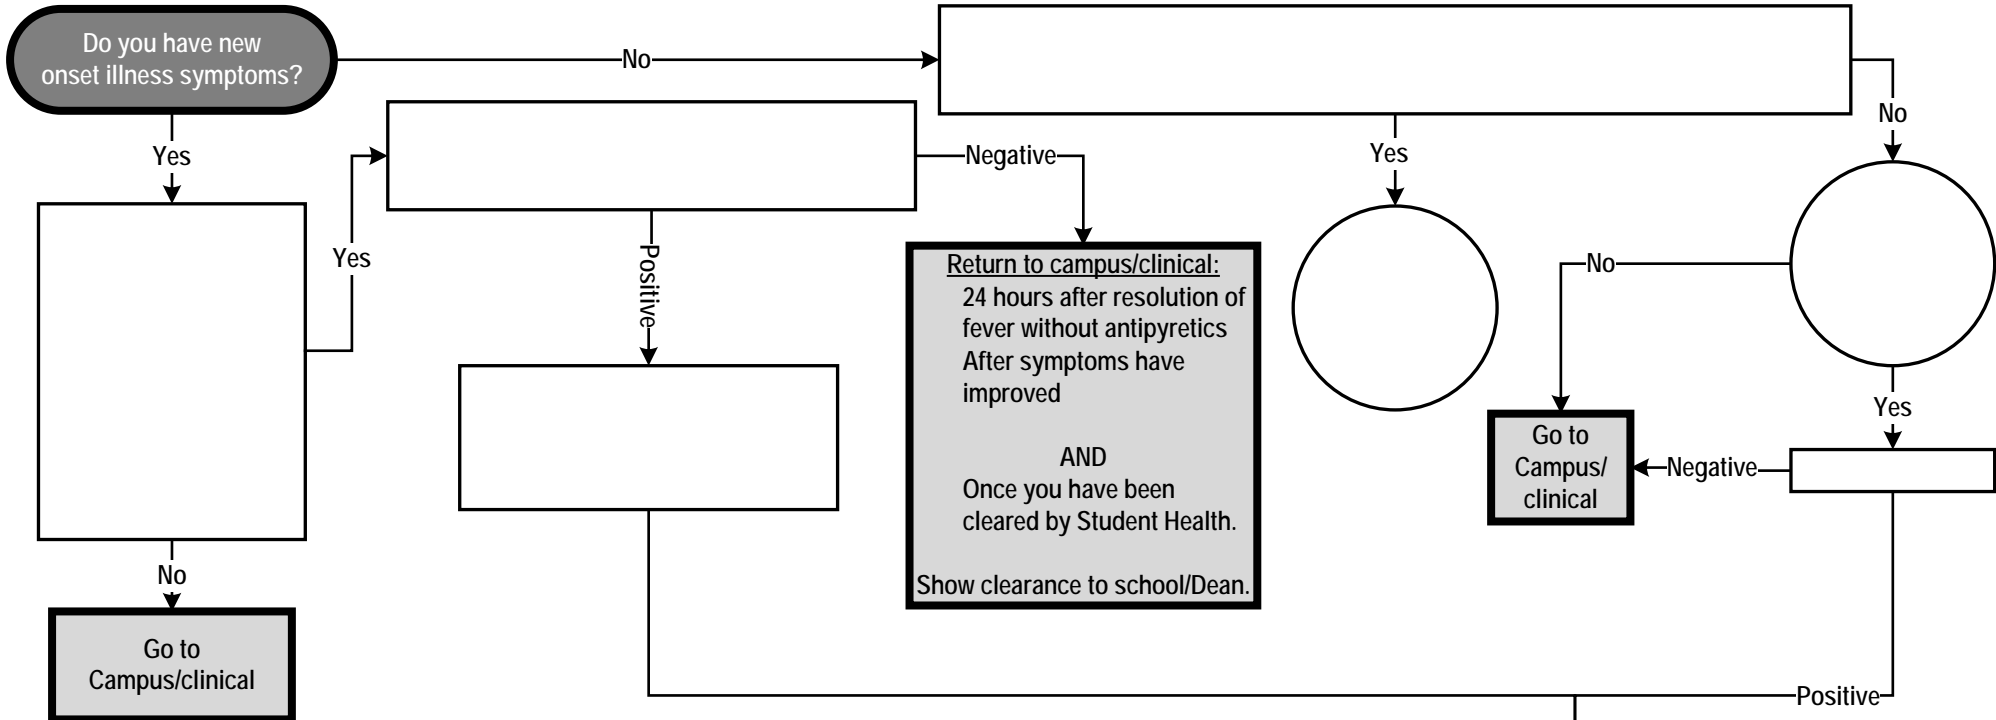 Do you have new
onset illness symptoms?
No
No
Yes
Negative
Yes
Yes
Positive
Return to campus/clinical:
24 hours after resolution of
fever without antipyretics
After symptoms have
improved
AND
Once you have been
cleared by Student Health.
Show clearance to school/Dean.
No
Yes
Go to
Campus/
clinical
Negative
No
Go to
Campus/clinical
Positive